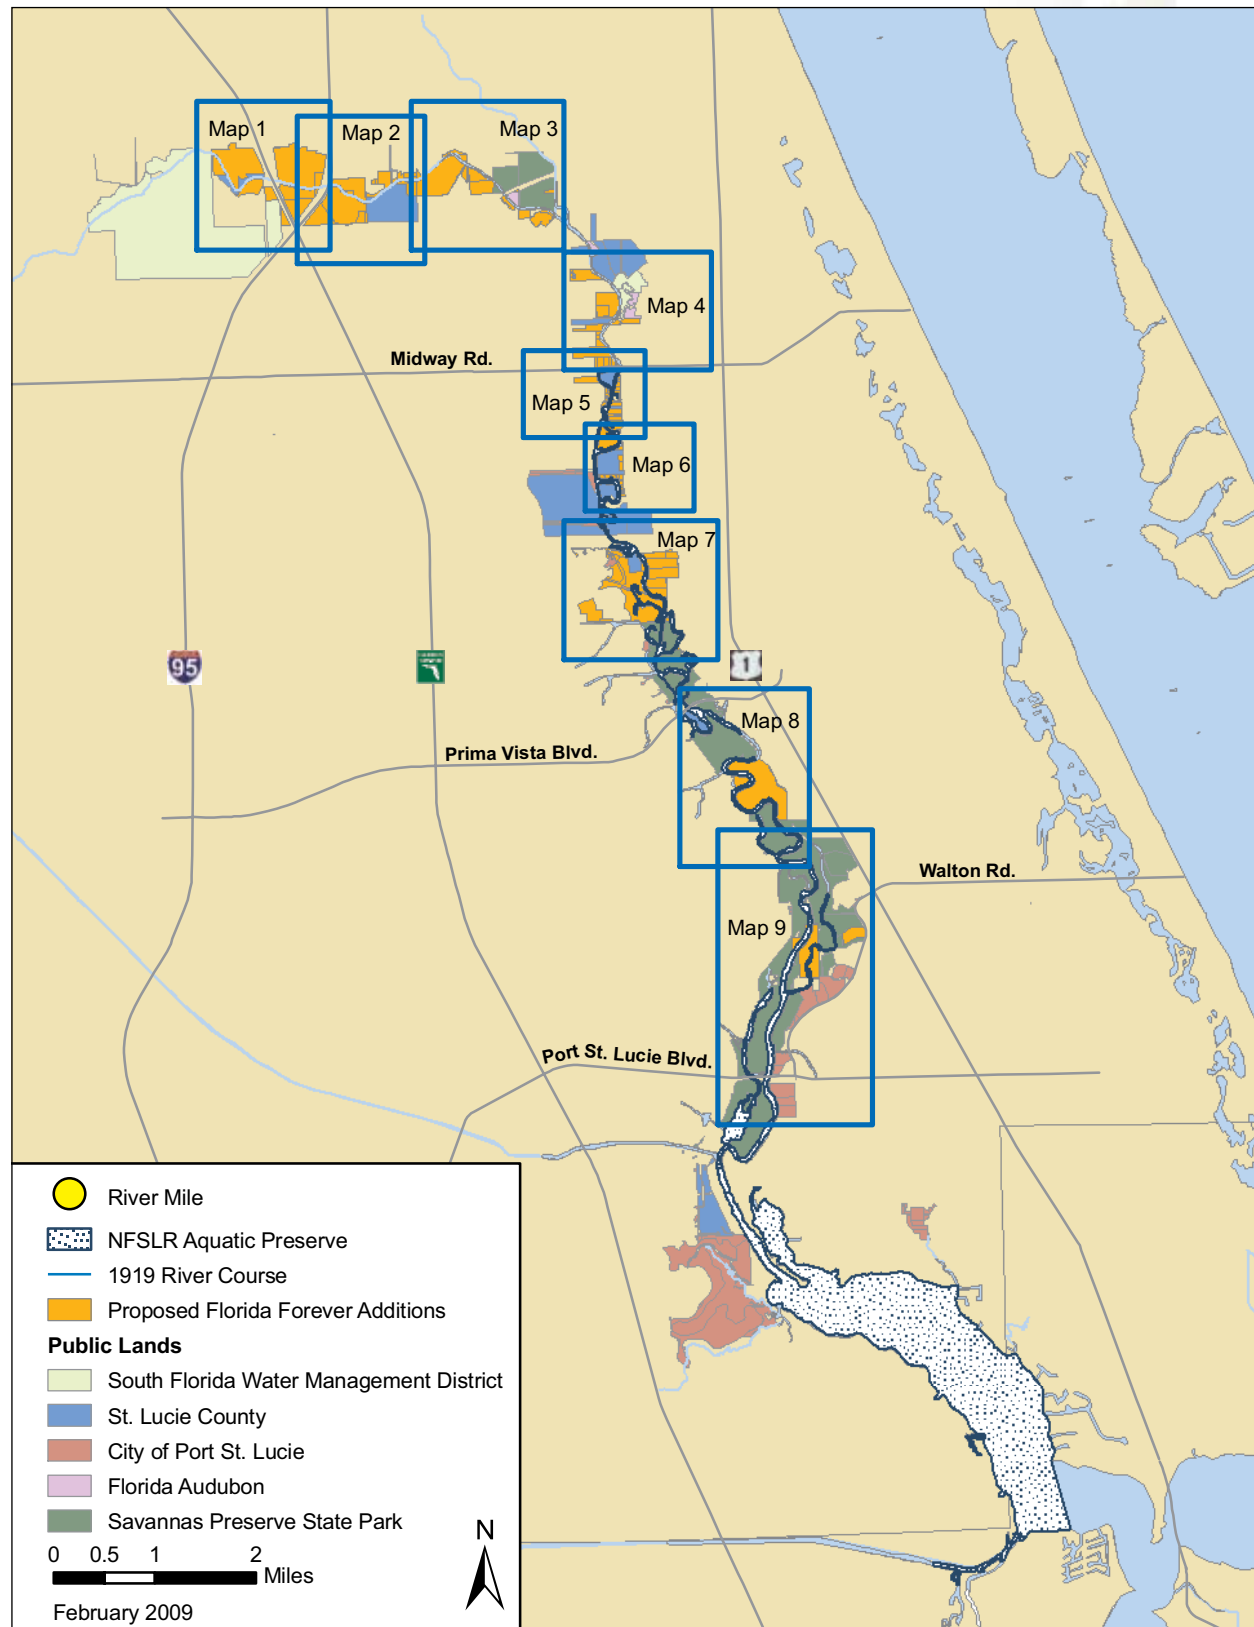 Map 1
Map 2
Map 3
Map 4
Midway Rd.
Map 5
Map 6
Map 7
95
1
Map 8
Prima Vista Blvd.
Walton Rd.
Map 9
Port St. Lucie Blvd.
River Mile
NFSLR Aquatic Preserve
1919 River Course
Proposed Florida Forever Additions
Public Lands
South Florida Water Management District
St. Lucie County
City of Port St. Lucie
Florida Audubon
Savannas Preserve State Park
N
0 0.5 1 2
Miles
February 2009